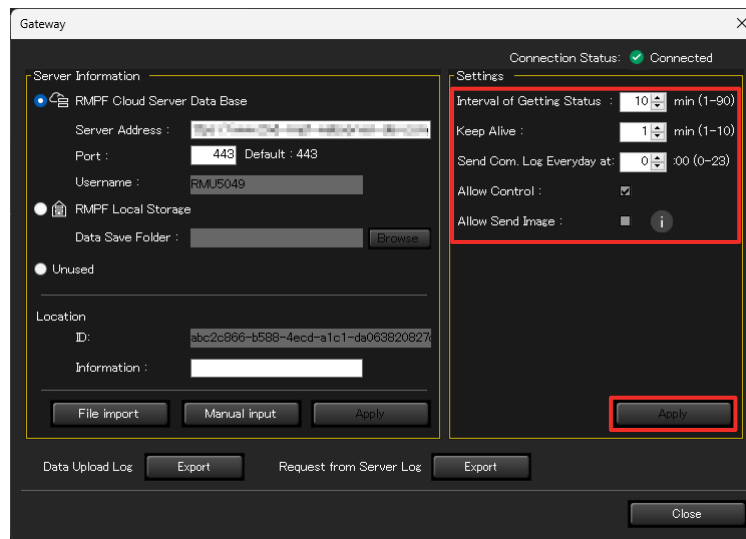 Gateway
Connection Status: Connected
Server Information
RMPF Cloud Server Data Base
Server Address :
Port : 443 Default : 443
Username : RMU5049
RMPF Local Storage
Data Save Folder : Browse
Unused
Location
ID: abc2c866-b588-4ecd-a1c1-da063820827
Information :
File import Manual input Apply
Settings
Interval of Getting Status : 10 min (1-90)
Keep Alive : 1 min (1-10)
Send Com. Log Everyday at: 0 :00 (0-23)
Allow Control :
Allow Send Image : i
Apply
Data Upload Log Export Request from Server Log Export
Close